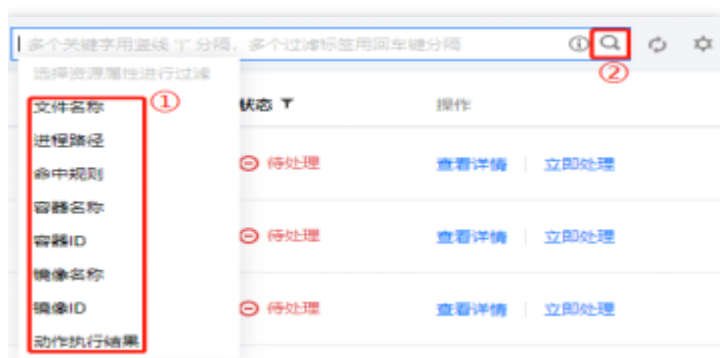 多个关键字用竖线 "|" 分隔，多个过滤标签用回车键分隔
②
选择资源属性进行过滤
①
文件名称
状态
操作
进程路径
待处理
查看详情
立即处理
命中规则
容器名称
容器ID
待处理
查看详情
立即处理
镜像名称
镜像ID
待处理
查看详情
立即处理
动作执行结果